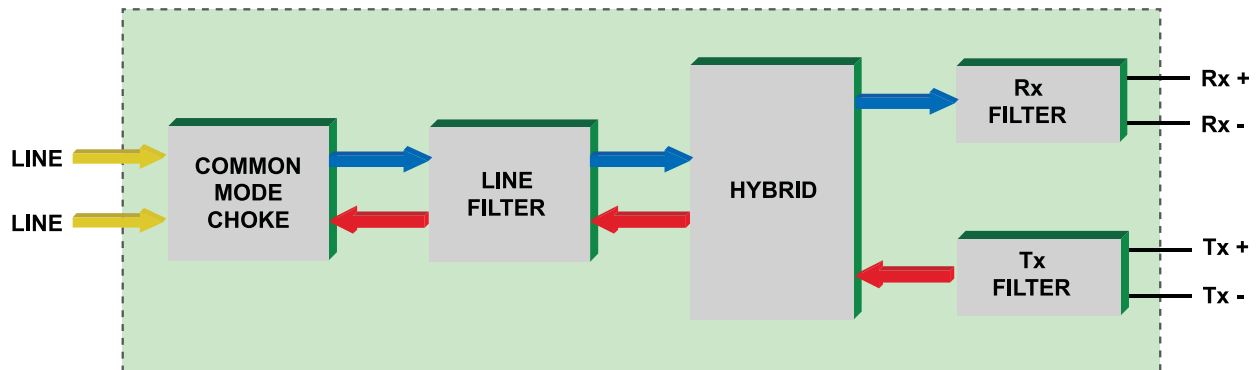 LINE
LINE
COMMON
MODE
CHOKE
LINE
FILTER
HYBRID
Rx
FILTER
Rx +
Rx -
Tx
FILTER
Tx +
Tx -